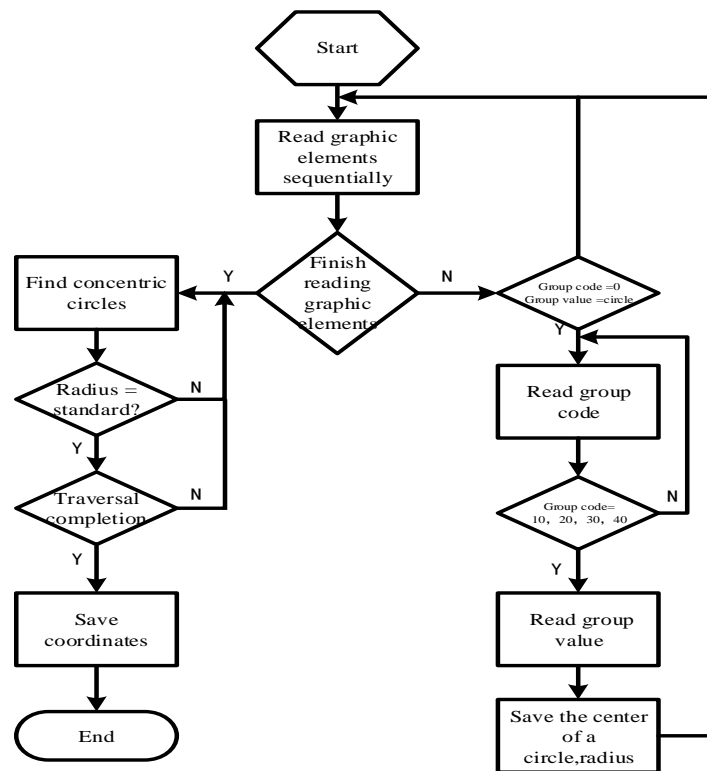 Start
Read graphic
elements
sequentially
Finish
reading
graphic
elements
Y
N
Find concentric
circles
Group code =0
Group value =circle
Y
Radius =
standard?
N
Y
Read group
code
Traversal
completion
N
Y
Group code=
10, 20, 30, 40
N
Y
Save
coordinates
Read group
value
End
Save the center
of a
circle,radius